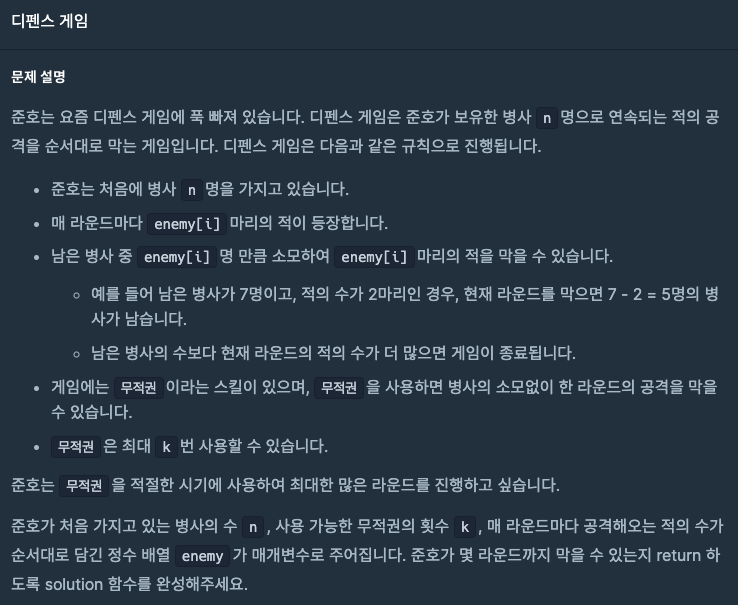 디펜스 게임
문제 설명
준호는 요즘 디펜스 게임에 푹 빠져 있습니다. 디펜스 게임은 준호가 보유한 병사 n 명으로 연속되는 적의 공
격을 순서대로 막는 게임입니다. 디펜스 게임은 다음과 같은 규칙으로 진행됩니다.
• 준호는 처음에 병사 n 명을 가지고 있습니다.
• 매 라운드마다 enemy[i] 마리의 적이 등장합니다.
• 남은 병사 중 enemy[i] 명 만큼 소모하여 enemy[i] 마리의 적을 막을 수 있습니다.
◦ 예를 들어 남은 병사가 7명이고, 적의 수가 2마리인 경우, 현재 라운드를 막으면 7 - 2 = 5명의 병
사가 남습니다.
◦ 남은 병사의 수보다 현재 라운드의 적의 수가 더 많으면 게임이 종료됩니다.
• 게임에는 무적권 이라는 스킬이 있으며, 무적권 을 사용하면 병사의 소모없이 한 라운드의 공격을 막을
수 있습니다.
• 무적권 은 최대 k 번 사용할 수 있습니다.
준호는 무적권 을 적절한 시기에 사용하여 최대한 많은 라운드를 진행하고 싶습니다.
준호가 처음 가지고 있는 병사의 수 n , 사용 가능한 무적권의 횟수 k , 매 라운드마다 공격해오는 적의 수가
순서대로 담긴 정수 배열 enemy 가 매개변수로 주어집니다. 준호가 몇 라운드까지 막을 수 있는지 return 하
도록 solution 함수를 완성해주세요.